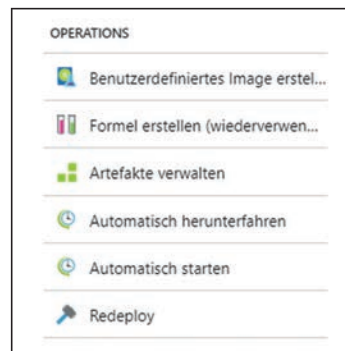 OPERATIONS
Benutzerdefiniertes Image erstel...
Formel erstellen (wiederverwen...
Artefakte verwalten
Automatisch herunterfahren
Automatisch starten
Redeploy